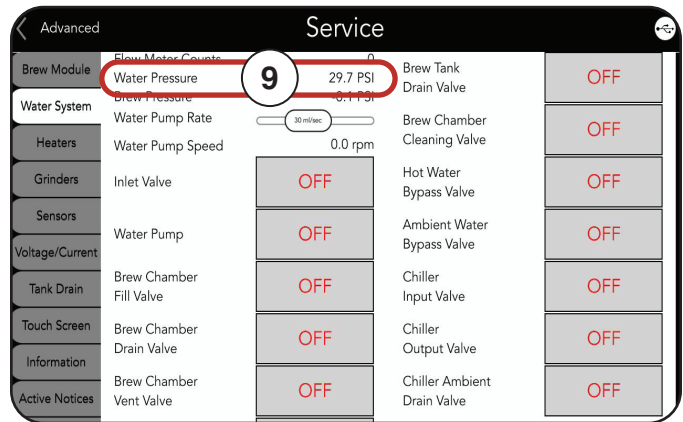 Advanced
Service
Brew Module
Water System
Heaters
Grinders
Sensors
Voltage/Current
Tank Drain
Touch Screen
Information
Active Notices
Flow Meter Counts 0
Water Pressure 9 29.7 PSI
Brew Pressure -0.1 PSI
Water Pump Rate 30 ml/sec
Water Pump Speed 0.0 rpm
Inlet Valve OFF
Water Pump OFF
Brew Chamber
Fill Valve OFF
Brew Chamber
Drain Valve OFF
Brew Chamber
Vent Valve OFF
Brew Tank
Drain Valve OFF
Brew Chamber
Cleaning Valve OFF
Hot Water
Bypass Valve OFF
Ambient Water
Bypass Valve OFF
Chiller
Input Valve OFF
Chiller
Output Valve OFF
Chiller Ambient
Drain Valve OFF